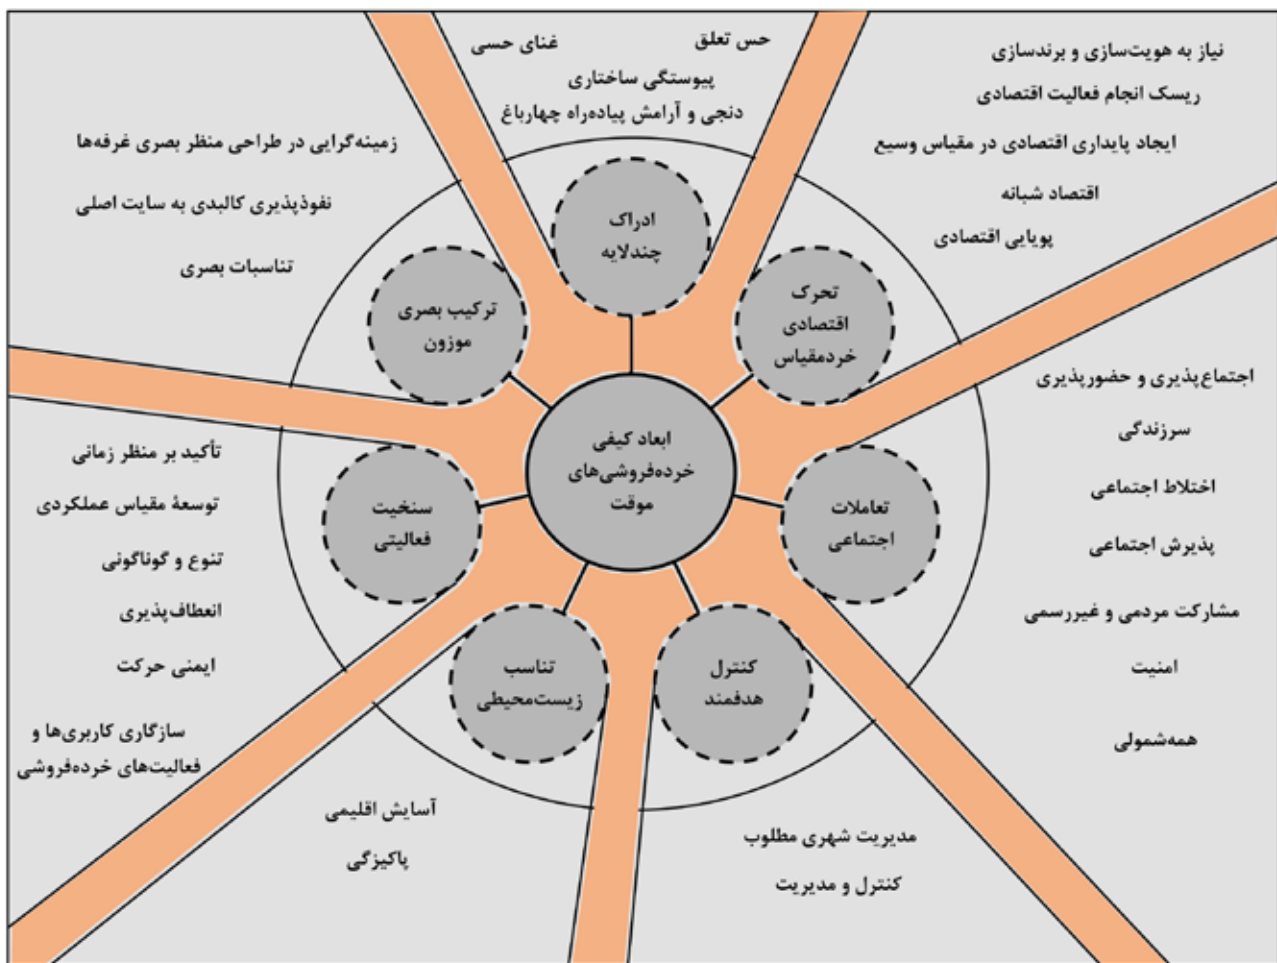 حس تعلق
غنای حسی
پیوستگی ساختاری
دنجی و آرامش پیاده‌راه چهارباغ
نیاز به هویت‌سازی و برندسازی
ریسک انجام فعالیت اقتصادی
ایجاد پایداری اقتصادی در مقیاس وسیع
اقتصاد شبانه
پویایی اقتصادی
زمینه‌گرایی در طراحی منظر بصری غرفه‌ها
نفوذپذیری کالبدی به سایت اصلی
تناسبات بصری
ادراک
چندلایه
تحرک
اقتصادی
خردمقیاس
ترکیب بصری
موزون
ابعاد کیفی
خرده‌فروشی‌های
موقت
تعاملات
اجتماعی
سنخیت
فعالیتی
کنترل
هدفمند
تناسب
زیست‌محیطی
اجتماع‌پذیری و حضورپذیری
سرزندگی
اختلاط اجتماعی
پذیرش اجتماعی
مشارکت مردمی و غیررسمی
امنیت
همه‌شمولی
تأکید بر منظر زمانی
توسعۀ مقیاس عملکردی
تنوع و گوناگونی
انعطاف‌پذیری
ایمنی حرکت
سازگاری کاربری‌ها و
فعالیت‌های خرده‌فروشی
مدیریت شهری مطلوب
کنترل و مدیریت
آسایش اقلیمی
پاکیزگی